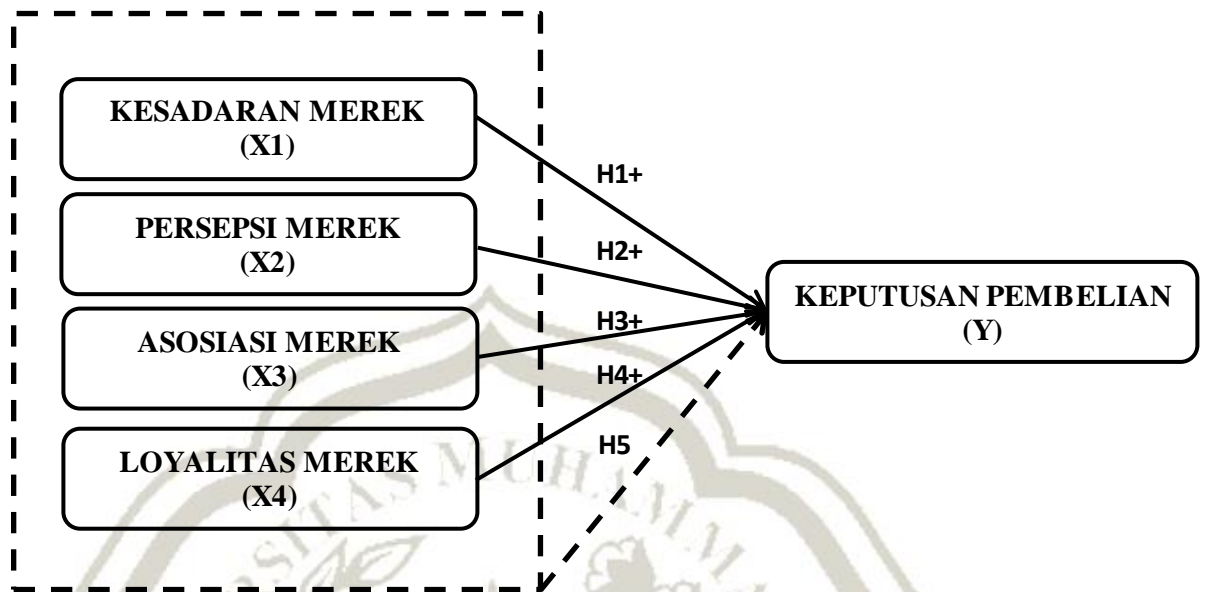 KESADARAN MEREK
(X1)
PERSEPSI MEREK
(X2)
ASOSIASI MEREK
(X3)
LOYALITAS MEREK
(X4)
H1+
H2+
H3+
H4+
H5
KEPUTUSAN PEMBELIAN
(Y)